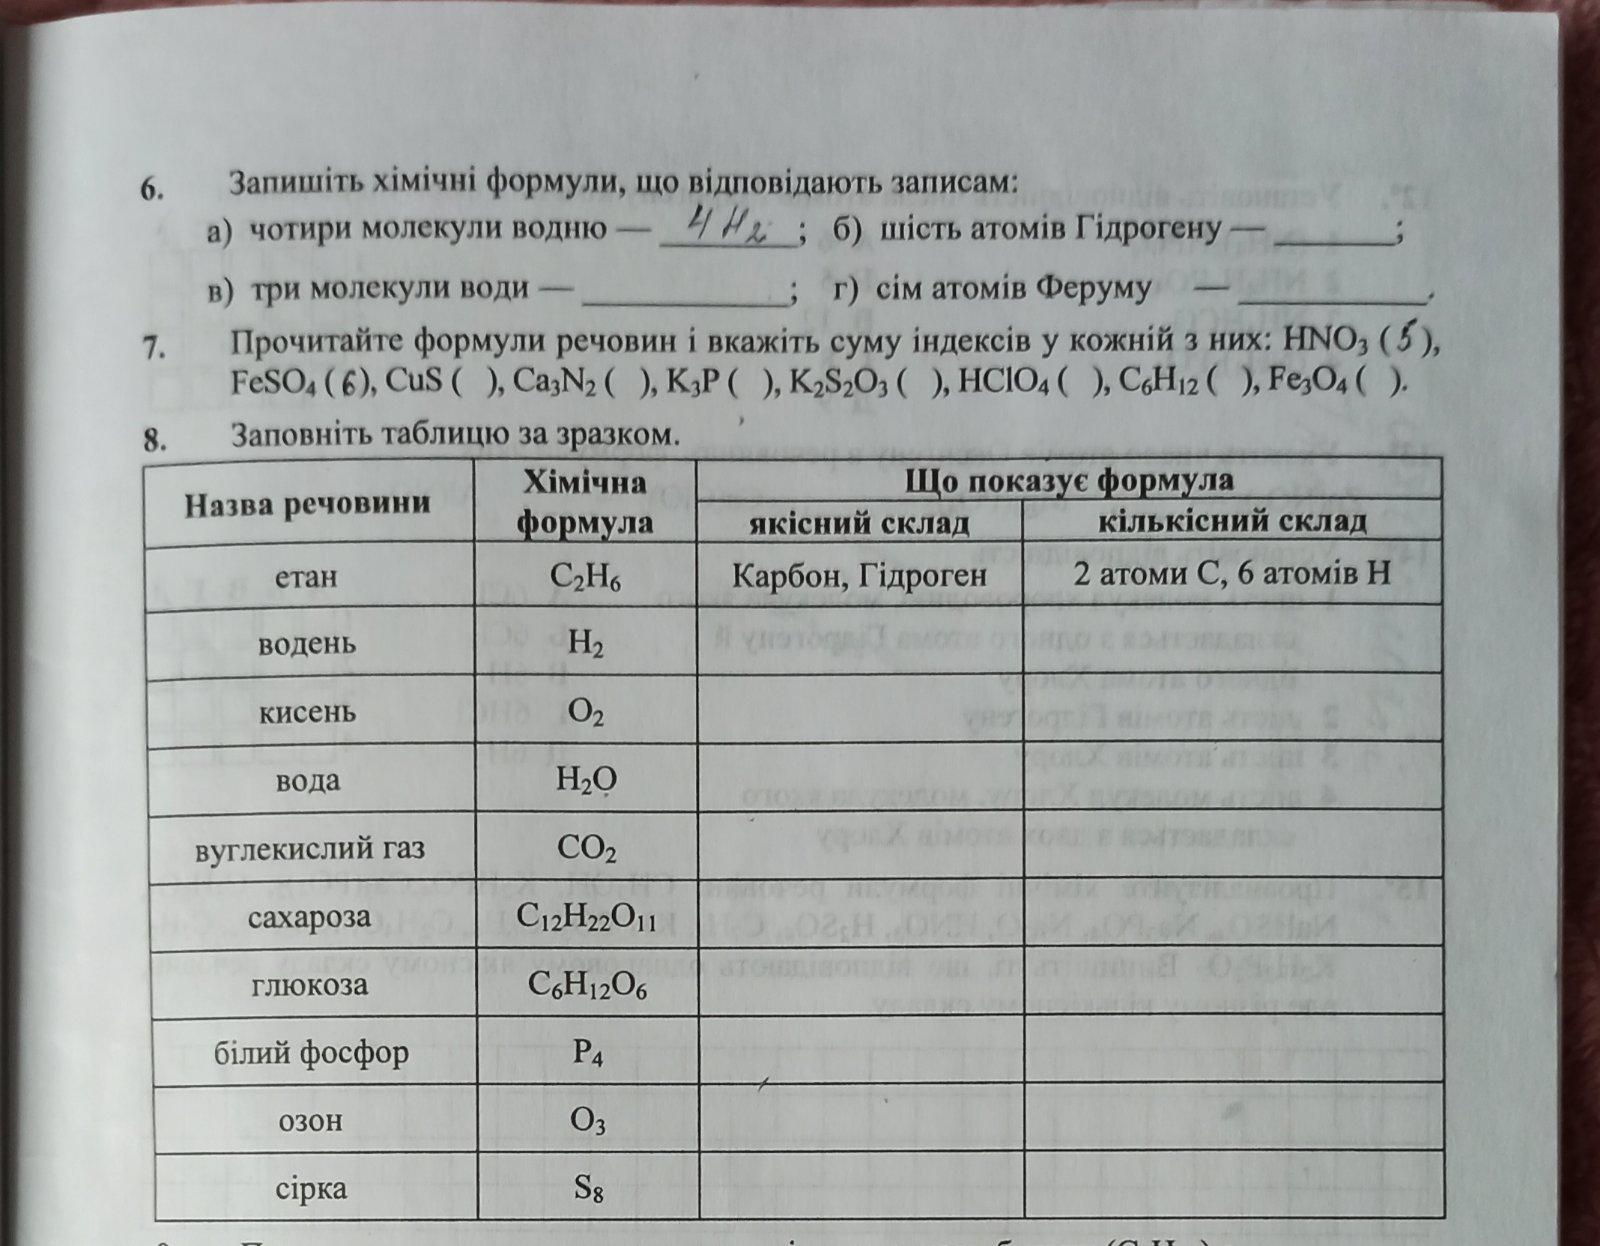 6. Запишіть хімічні формули, що відповідають записам:
а) чотири молекули водню — 4H₂; б) шість атомів Гідрогену — ______;
в) три молекули води — ______; г) сім атомів Феруму — ______.
7. Прочитайте формули речовин і вкажіть суму індексів у кожній з них: HNO₃ (5),
FeSO₄ (6), CuS ( ), Ca₃N₂ ( ), K₃P ( ), K₂S₂O₃ ( ), HClO₄ ( ), C₆H₁₂ ( ), Fe₃O₄ ( ).
8. Заповніть таблицю за зразком.
Назва речовини
Хімічна
формула
Що показує формула
якісний склад
кількісний склад
етан C₂H₆ Карбон, Гідроген 2 атоми C, 6 атомів H
водень H₂
кисень O₂
вода H₂O
вуглекислий газ CO₂
сахароза C₁₂H₂₂O₁₁
глюкоза C₆H₁₂O₆
білий фосфор P₄
озон O₃
сірка S₈